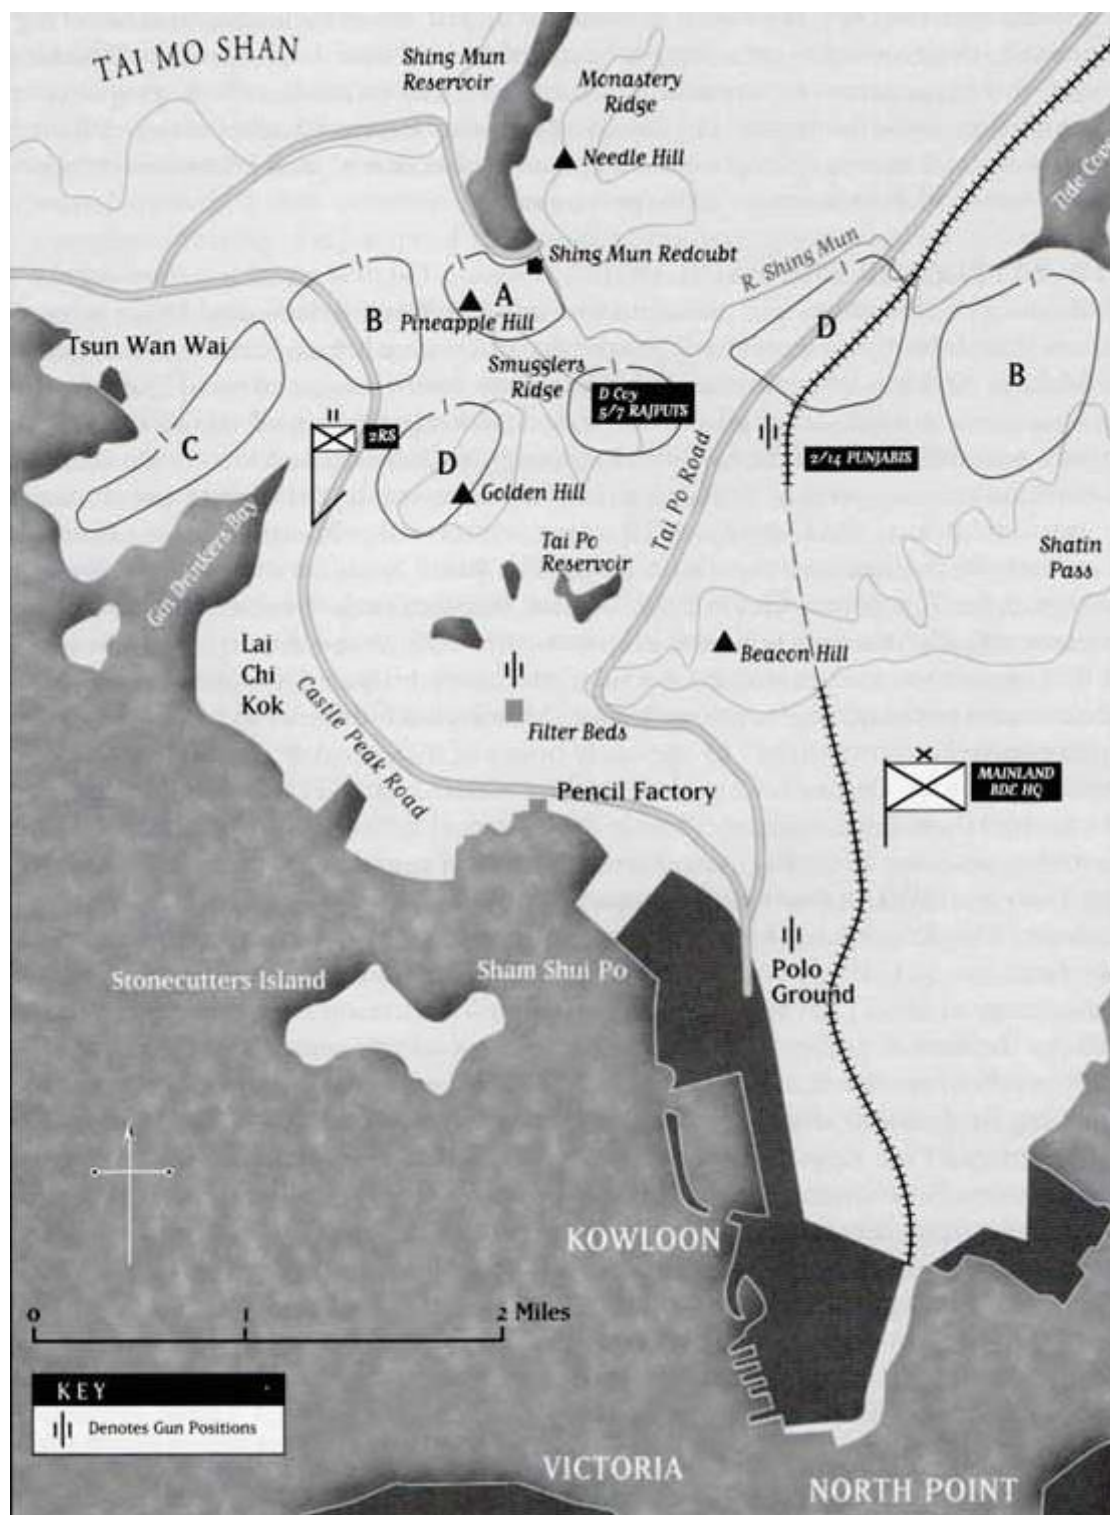 TAI MO SHAN
Shing Mun
Reservoir
Monastery
Ridge
Needle Hill
Tide Cove
Shing Mun Redoubt
R. Shing Mun
A
B
Pineapple Hill
D
B
Tsun Wan Wai
Smugglers
Ridge
D Coy
5/7 RAJPUTS
C
2RS
D
2/14 PUNJABIS
Golden Hill
Tai Po Road
Gin Drinkers Bay
Tai Po
Reservoir
Shatin
Pass
Lai
Chi
Kok
Beacon Hill
Castle Peak Road
Filter Beds
MAINLAND
BDE HQ
Pencil Factory
Stonecutters Island
Sham Shui Po
Polo
Ground
KOWLOON
0 1 2 Miles
KEY
Denotes Gun Positions
VICTORIA
NORTH POINT